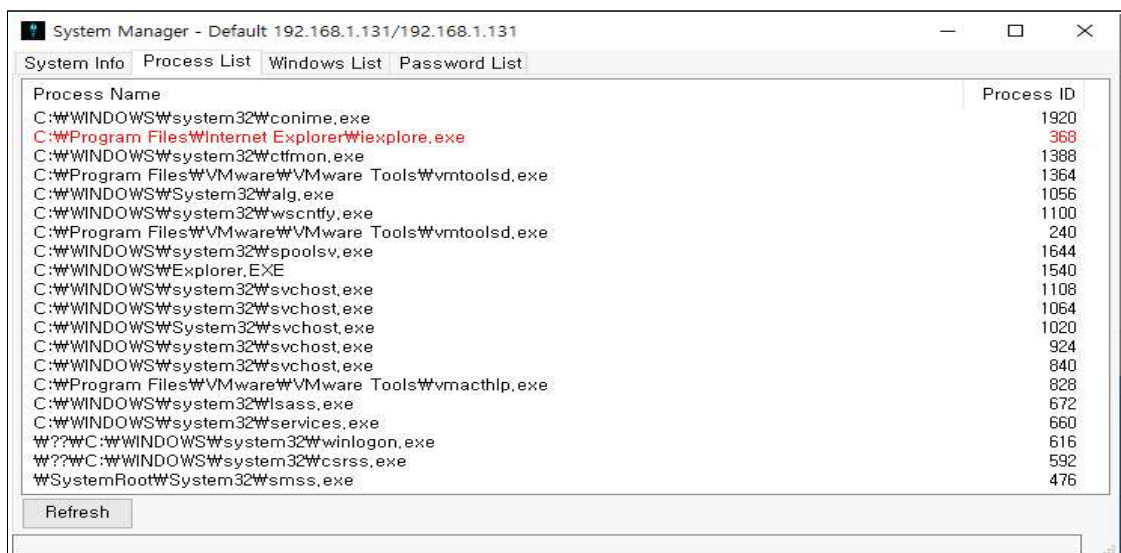 System Manager - Default 192.168.1.131/192.168.1.131
System Info Process List Windows List Password List
Process Name Process ID
C:₩WINDOWS₩system32₩conime.exe 1920
C:₩Program Files₩Internet Explorer₩iexplore.exe 368
C:₩WINDOWS₩system32₩ctfmon.exe 1388
C:₩Program Files₩VMware₩VMware Tools₩vmtoolsd.exe 1364
C:₩WINDOWS₩System32₩alg.exe 1056
C:₩WINDOWS₩system32₩wscntfy.exe 1100
C:₩Program Files₩VMware₩VMware Tools₩vmtoolsd.exe 240
C:₩WINDOWS₩system32₩spoolsv.exe 1644
C:₩WINDOWS₩Explorer.EXE 1540
C:₩WINDOWS₩system32₩svchost.exe 1108
C:₩WINDOWS₩system32₩svchost.exe 1064
C:₩WINDOWS₩System32₩svchost.exe 1020
C:₩WINDOWS₩system32₩svchost.exe 924
C:₩WINDOWS₩system32₩svchost.exe 840
C:₩Program Files₩VMware₩VMware Tools₩vmacthlp.exe 828
C:₩WINDOWS₩system32₩lsass.exe 672
C:₩WINDOWS₩system32₩services.exe 660
₩??₩C:₩WINDOWS₩system32₩winlogon.exe 616
₩??₩C:₩WINDOWS₩system32₩csrss.exe 592
₩SystemRoot₩System32₩smss.exe 476
Refresh